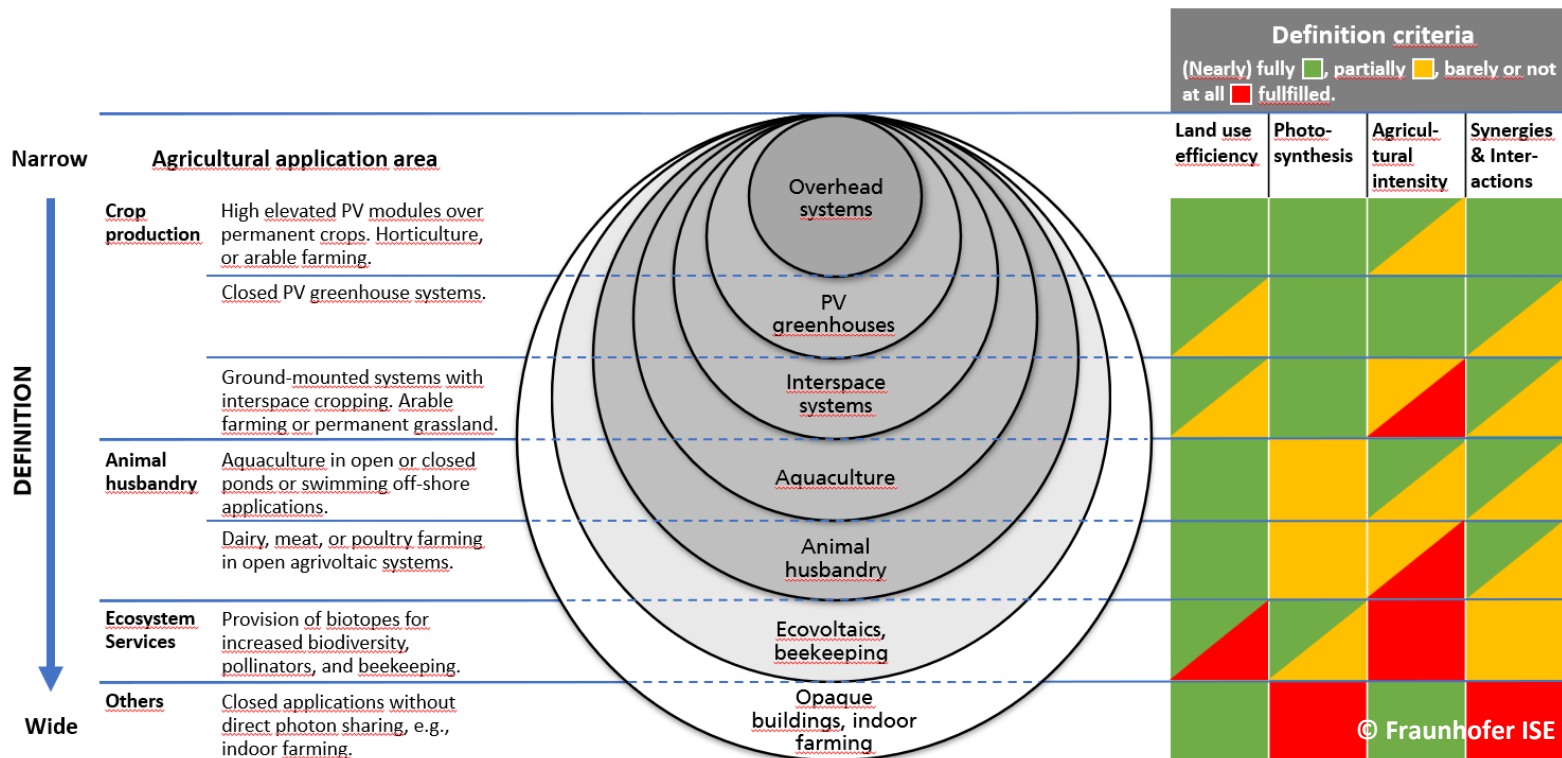 Definition criteria
(Nearly) fully , partially , barely or not
at all fullfilled.
Land use
efficiency
Photo-
synthesis
Agricul-
tural
intensity
Synergies
& Inter-
actions
Narrow
Agricultural application area
DEFINITION
Wide
Crop
production
High elevated PV modules over
permanent crops. Horticulture,
or arable farming.
Overhead
systems
Closed PV greenhouse systems.
PV
greenhouses
Ground-mounted systems with
interspace cropping. Arable
farming or permanent grassland.
Interspace
systems
Animal
husbandry
Aquaculture in open or closed
ponds or swimming off-shore
applications.
Aquaculture
Dairy, meat, or poultry farming
in open agrivoltaic systems.
Animal
husbandry
Ecosystem
Services
Provision of biotopes for
increased biodiversity,
pollinators, and beekeeping.
Ecovoltaics,
beekeeping
Others
Closed applications without
direct photon sharing, e.g.,
indoor farming.
Opaque
buildings, indoor
farming
© Fraunhofer ISE